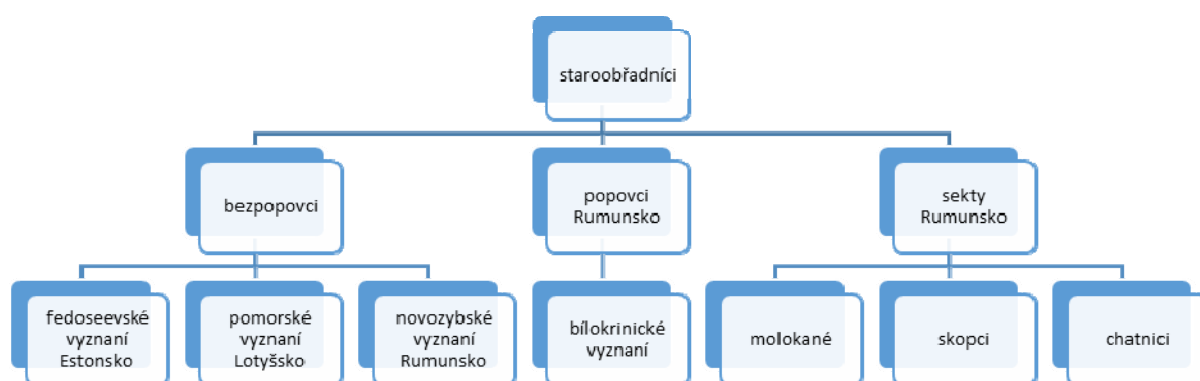 staroobřadníci
bezpopovci
popovci
Rumunsko
sekty
Rumunsko
fedoseevské
vyznaní
Estonsko
pomorské
vyznaní
Lotyšsko
novozybské
vyznaní
Rumunsko
bílokrinické
vyznaní
molokané
skopci
chatnici